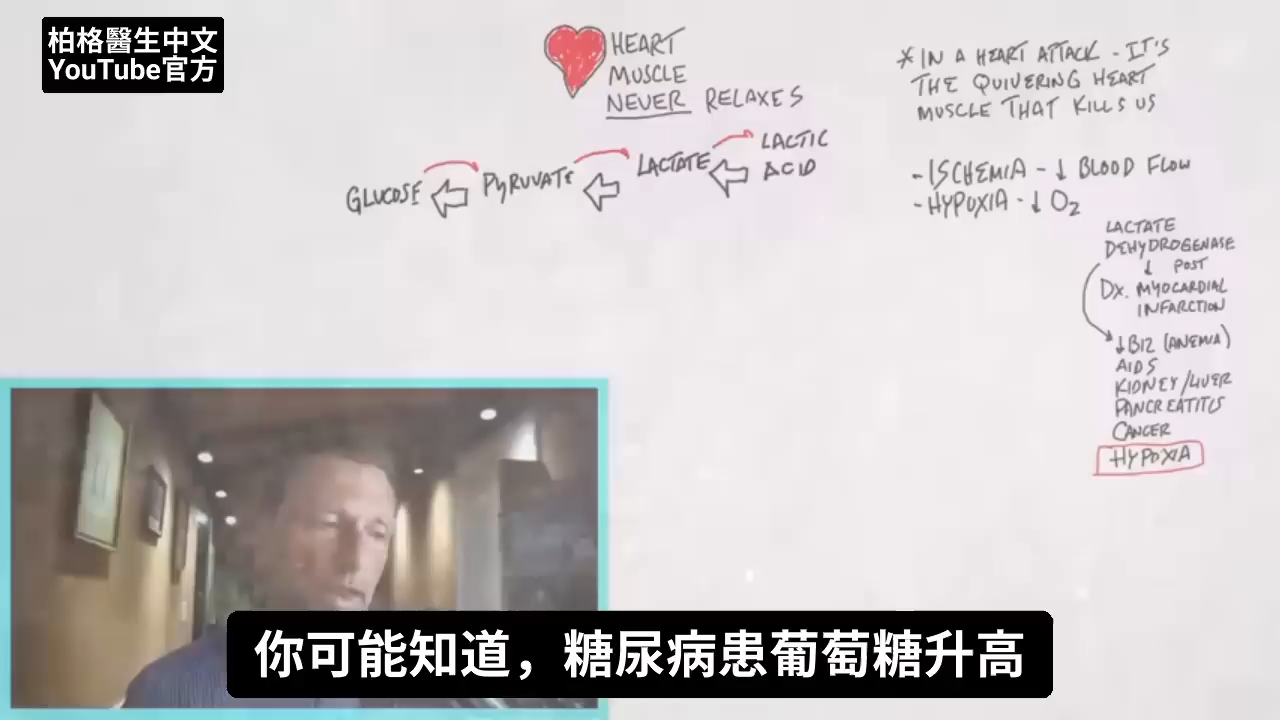 柏格醫生中文
YouTube官方
HEART
MUSCLE
NEVER RELAXES
* IN A HEART ATTACK - IT'S
THE QUIVERING HEART
MUSCLE THAT KILLS US
GLUCOSE PYRUVATE LACTATE LACTIC
ACID
- ISCHEMIA - ↓ BLOOD FLOW
- HYPOXIA - ↓ O2
LACTATE
DEHYDROGENASE
↓ POST
DX. MYOCARDIAL
INFARCTION
↓ B12 (ANEMIA)
AIDS
KIDNEY/LIVER
PANCREATITIS
CANCER
HYPOXIA
你可能知道，糖尿病患葡萄糖升高